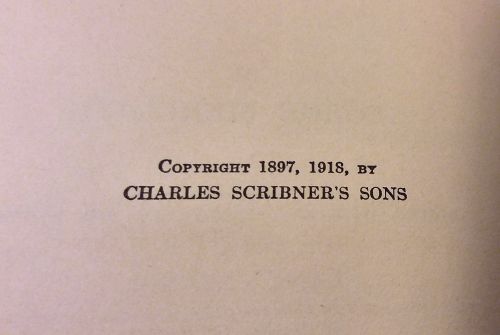 COPYRIGHT 1897, 1918, BY
CHARLES SCRIBNER'S SONS